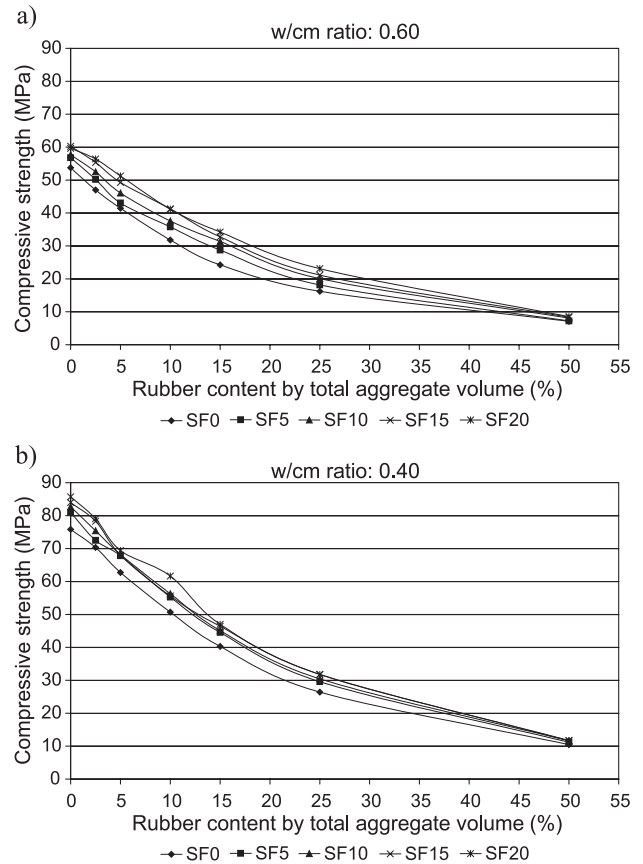 a)
w/cm ratio: 0.60
Compressive strength (MPa)
90
80
70
60
50
40
30
20
10
0
0 5 10 15 20 25 30 35 40 45 50 55
Rubber content by total aggregate volume (%)
SF0 SF5 SF10 SF15 SF20
b)
w/cm ratio: 0.40
Compressive strength (MPa)
90
80
70
60
50
40
30
20
10
0
0 5 10 15 20 25 30 35 40 45 50 55
Rubber content by total aggregate volume (%)
SF0 SF5 SF10 SF15 SF20